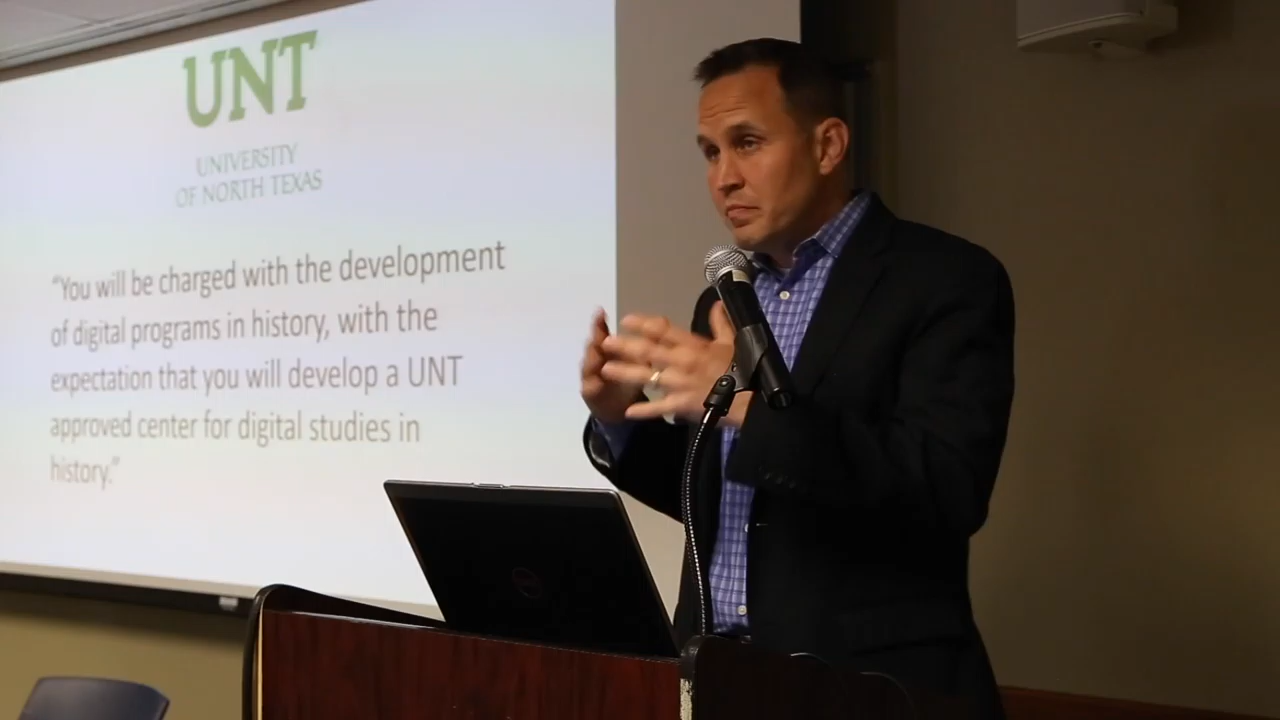 UNT
UNIVERSITY
OF NORTH TEXAS
“You will be charged with the development
of digital programs in history, with the
expectation that you will develop a UNT
approved center for digital studies in
history.”